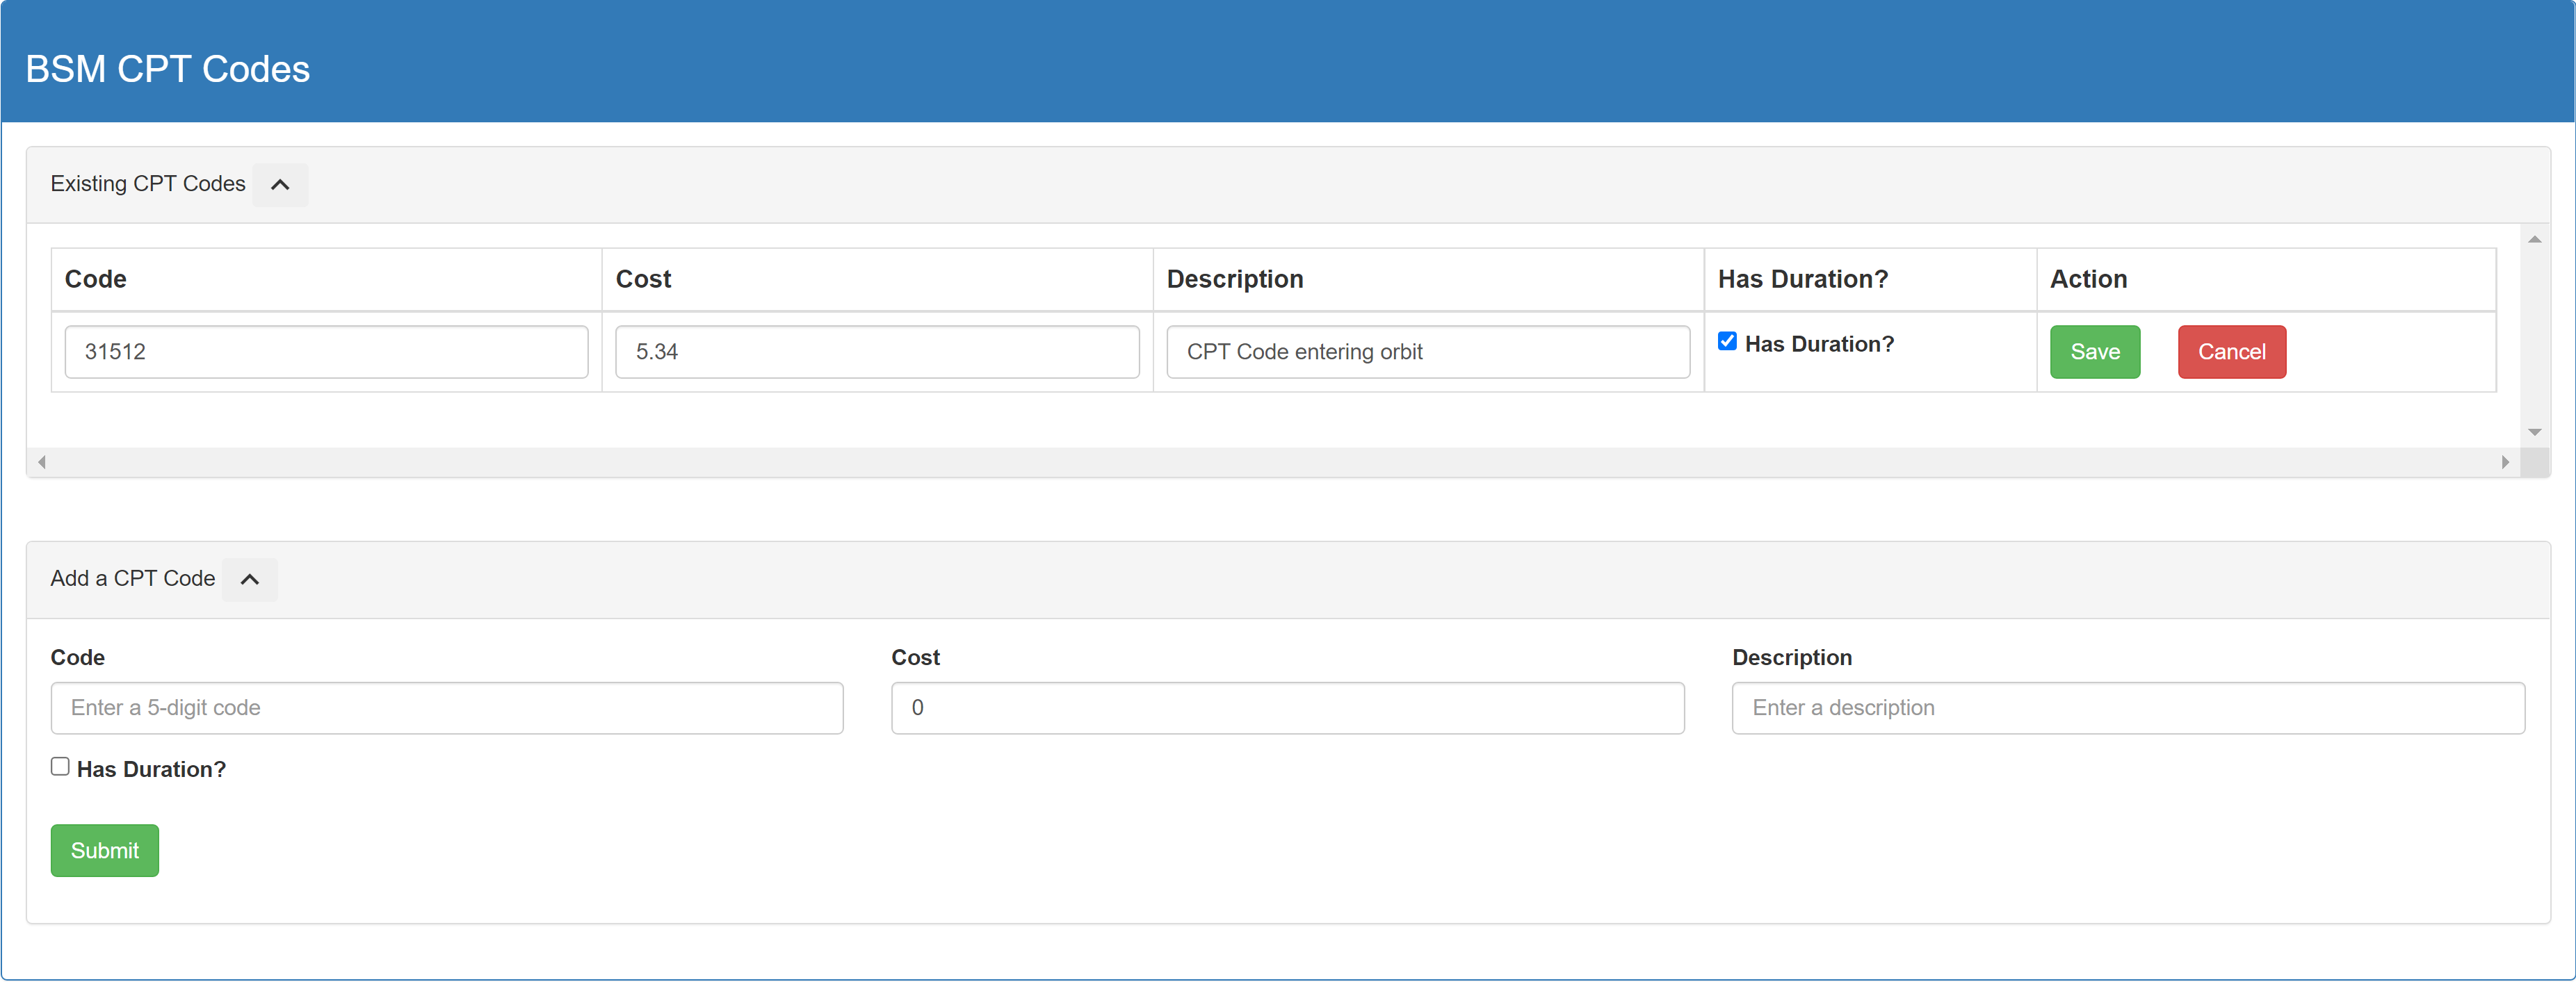 BSM CPT Codes
Existing CPT Codes
Code Cost Description Has Duration? Action
31512 5.34 CPT Code entering orbit Has Duration? Save Cancel
Add a CPT Code
Code Cost Description
Enter a 5-digit code 0 Enter a description
Has Duration?
Submit